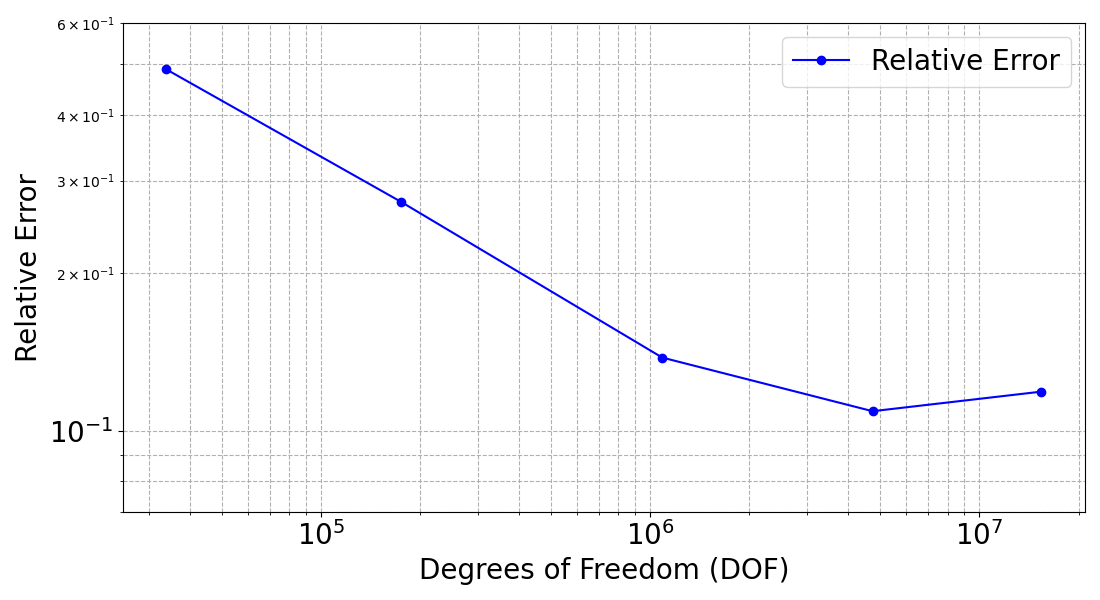 6 × 10⁻¹
Relative Error
4 × 10⁻¹
3 × 10⁻¹
Relative Error
2 × 10⁻¹
10⁻¹
10⁵ 10⁶ 10⁷
Degrees of Freedom (DOF)